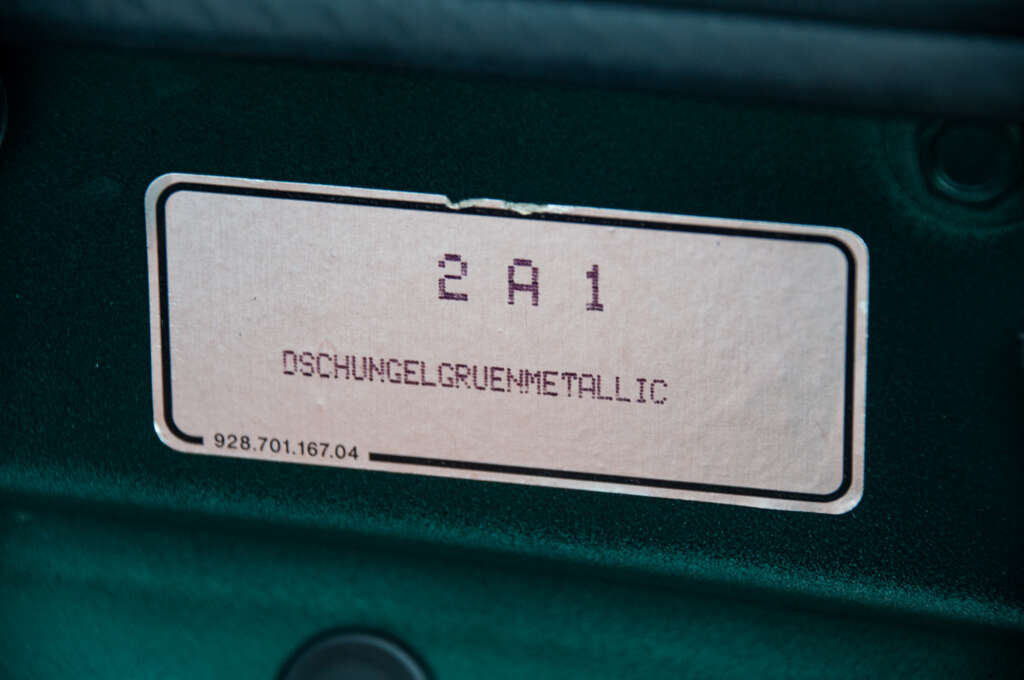 2 A 1
DSCHUNGELGRUENMETALLIC
928.701.167.04